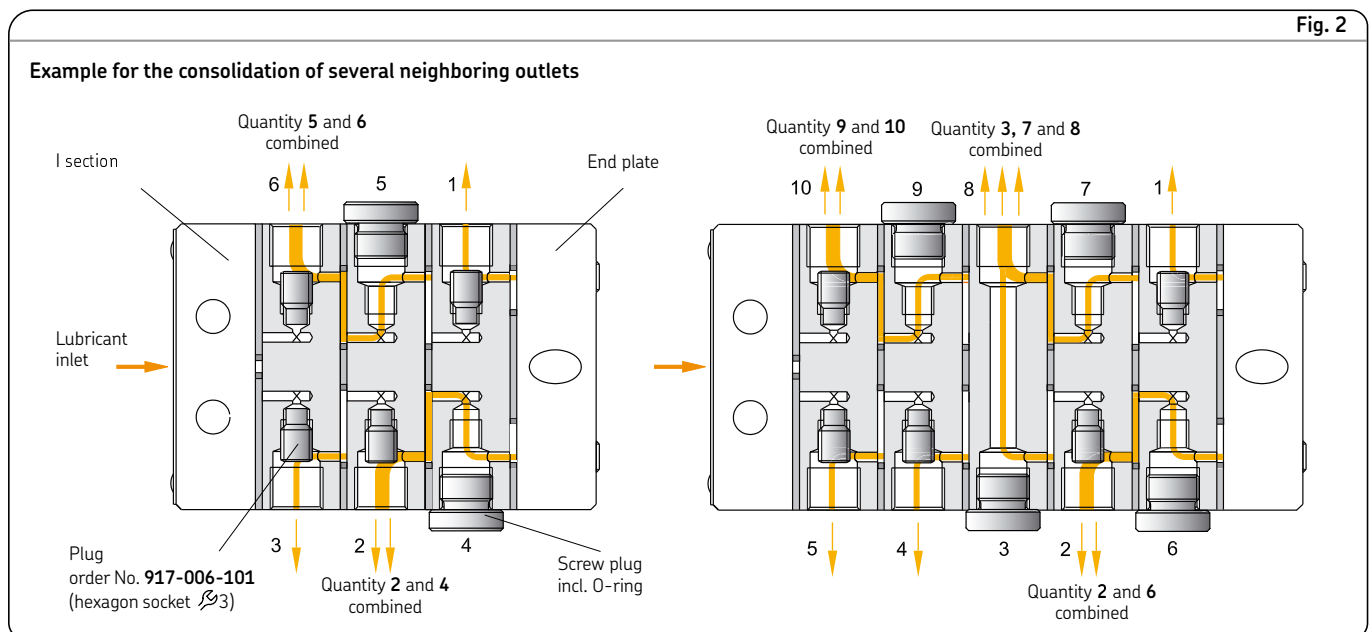 Fig. 2
Example for the consolidation of several neighboring outlets
Quantity 5 and 6
combined
I section
End plate
6
5
1
Lubricant
inlet
3
2
4
Plug
order No. 917-006-101
(hexagon socket 3)
Quantity 2 and 4
combined
Screw plug
incl. O-ring
Quantity 9 and 10
combined
Quantity 3, 7 and 8
combined
10
9
8
7
1
5
4
3
2
6
Quantity 2 and 6
combined